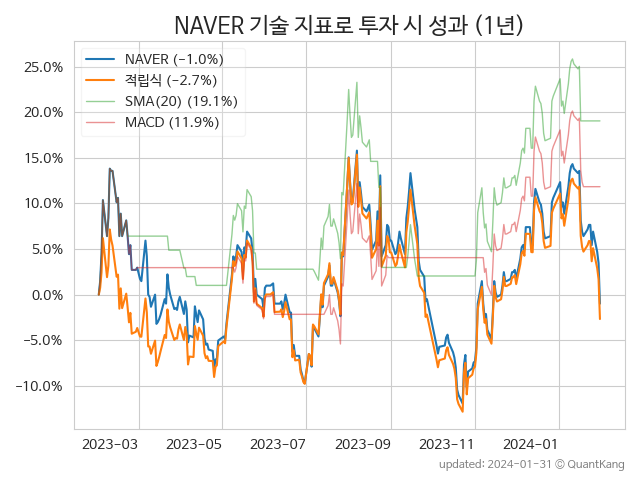 NAVER 기술 지표로 투자 시 성과 (1년)
NAVER (−1.0%)
적립식 (−2.7%)
SMA(20) (19.1%)
MACD (11.9%)
25.0%
20.0%
15.0%
10.0%
5.0%
0.0%
−5.0%
−10.0%
2023-03 2023-05 2023-07 2023-09 2023-11 2024-01
updated: 2024-01-31 © QuantKang